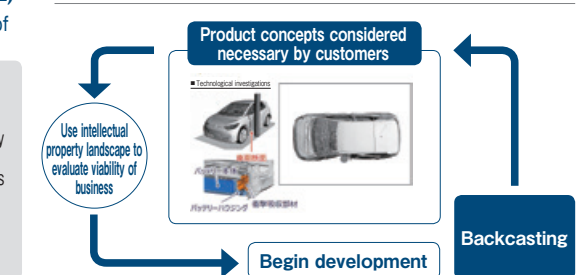 of
y
s
Product concepts considered
necessary by customers
■ Technological investigations
バッテリーハウジング 衝撃吸収部材
Use intellectual
property landscape to
evaluate viability of
business
Begin development
Backcasting